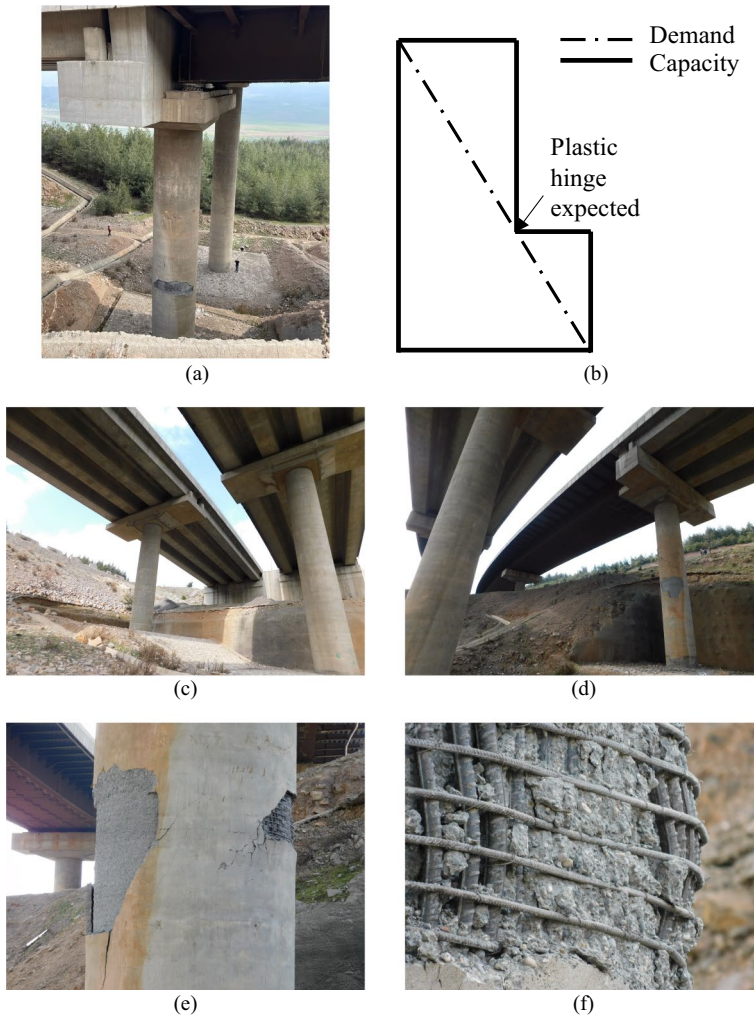 Demand
Capacity
Plastic
hinge
expected
(a)
(b)
(c)
(d)
(e)
(f)